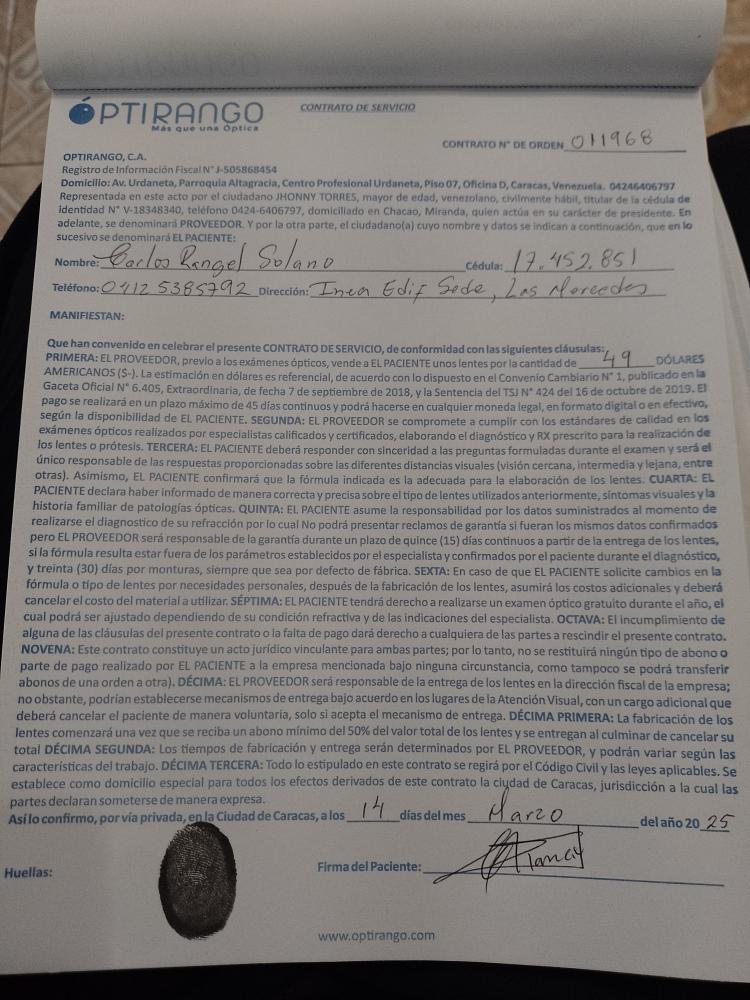 ÓPTIRANGO
Más que una Óptica
CONTRATO DE SERVICIO
CONTRATO N° DE ORDEN 011968
OPTIRANGO, C.A.
Registro de Información Fiscal N° J-505868454
Domicilio: Av. Urdaneta, Parroquia Altagracia, Centro Profesional Urdaneta, Piso 07, Oficina D, Caracas, Venezuela. 04246406797
Representada en este acto por el ciudadano JHONNY TORRES, mayor de edad, venezolano, civilmente hábil, titular de la cédula de
identidad N° V-18348340, teléfono 0424-6406797, domiciliado en Chacao, Miranda, quien actúa en su carácter de presidente. En
adelante, se denominará PROVEEDOR. Y por la otra parte, el ciudadano(a) cuyo nombre y datos se indican a continuación, que en lo
sucesivo se denominará EL PACIENTE:
Nombre: Carlos Rangel Solano Cédula: 17.452.851
Teléfono: 0412 5385792 Dirección: Inea Edif Sede, Las Mercedes
MANIFIESTAN:
Que han convenido en celebrar el presente CONTRATO DE SERVICIO, de conformidad con las siguientes cláusulas:
PRIMERA: EL PROVEEDOR, previo a los exámenes ópticos, vende a EL PACIENTE unos lentes por la cantidad de 49 DÓLARES
AMERICANOS ($-). La estimación en dólares es referencial, de acuerdo con lo dispuesto en el Convenio Cambiario N° 1, publicado en la
Gaceta Oficial N° 6.405, Extraordinaria, de fecha 7 de septiembre de 2018, y la Sentencia del TSJ N° 424 del 16 de octubre de 2019. El
pago se realizará en un plazo máximo de 45 días continuos y podrá hacerse en cualquier moneda legal, en formato digital o en efectivo,
según la disponibilidad de EL PACIENTE. SEGUNDA: EL PROVEEDOR se compromete a cumplir con los estándares de calidad en los
exámenes ópticos realizados por especialistas calificados y certificados, elaborando el diagnóstico y RX prescrito para la realización de
los lentes o prótesis. TERCERA: EL PACIENTE deberá responder con sinceridad a las preguntas formuladas durante el examen y será el
único responsable de las respuestas proporcionadas sobre las diferentes distancias visuales (visión cercana, intermedia y lejana, entre
otras). Asimismo, EL PACIENTE confirmará que la fórmula indicada es la adecuada para la elaboración de los lentes. CUARTA: EL
PACIENTE declara haber informado de manera correcta y precisa sobre el tipo de lentes utilizados anteriormente, síntomas visuales y la
historia familiar de patologías ópticas. QUINTA: EL PACIENTE asume la responsabilidad por los datos suministrados al momento de
realizarse el diagnostico de su refracción por lo cual No podrá presentar reclamos de garantía si fueran los mismos datos confirmados
pero EL PROVEEDOR será responsable de la garantía durante un plazo de quince (15) días continuos a partir de la entrega de los lentes,
si la fórmula resulta estar fuera de los parámetros establecidos por el especialista y confirmados por el paciente durante el diagnóstico,
y treinta (30) días por monturas, siempre que sea por defecto de fábrica. SEXTA: En caso de que EL PACIENTE solicite cambios en la
fórmula o tipo de lentes por necesidades personales, después de la fabricación de los lentes, asumirá los costos adicionales y deberá
cancelar el costo del material a utilizar. SÉPTIMA: EL PACIENTE tendrá derecho a realizarse un examen óptico gratuito durante el año, el
cual podrá ser ajustado dependiendo de su condición refractiva y de las indicaciones del especialista. OCTAVA: El incumplimiento de
alguna de las cláusulas del presente contrato o la falta de pago dará derecho a cualquiera de las partes a rescindir el presente contrato.
NOVENA: Este contrato constituye un acto jurídico vinculante para ambas partes; por lo tanto, no se restituirá ningún tipo de abono o
parte de pago realizado por EL PACIENTE a la empresa mencionada bajo ninguna circunstancia, como tampoco se podrá transferir
abonos de una orden a otra). DÉCIMA: EL PROVEEDOR será responsable de la entrega de los lentes en la dirección fiscal de la empresa;
no obstante, podrían establecerse mecanismos de entrega bajo acuerdo en los lugares de la Atención Visual, con un cargo adicional que
deberá cancelar el paciente de manera voluntaria, solo si acepta el mecanismo de entrega. DÉCIMA PRIMERA: La fabricación de los
lentes comenzará una vez que se reciba un abono mínimo del 50% del valor total de los lentes y se entregan al culminar de cancelar su
total DÉCIMA SEGUNDA: Los tiempos de fabricación y entrega serán determinados por EL PROVEEDOR, y podrán variar según las
características del trabajo. DÉCIMA TERCERA: Todo lo estipulado en este contrato se regirá por el Código Civil y las leyes aplicables. Se
establece como domicilio especial para todos los efectos derivados de este contrato la ciudad de Caracas, jurisdicción a la cual las
partes declaran someterse de manera expresa.
Así lo confirmo, por vía privada, en la Ciudad de Caracas, a los 14 días del mes Marzo del año 20 25
Huellas:
Firma del Paciente:
www.optirango.com